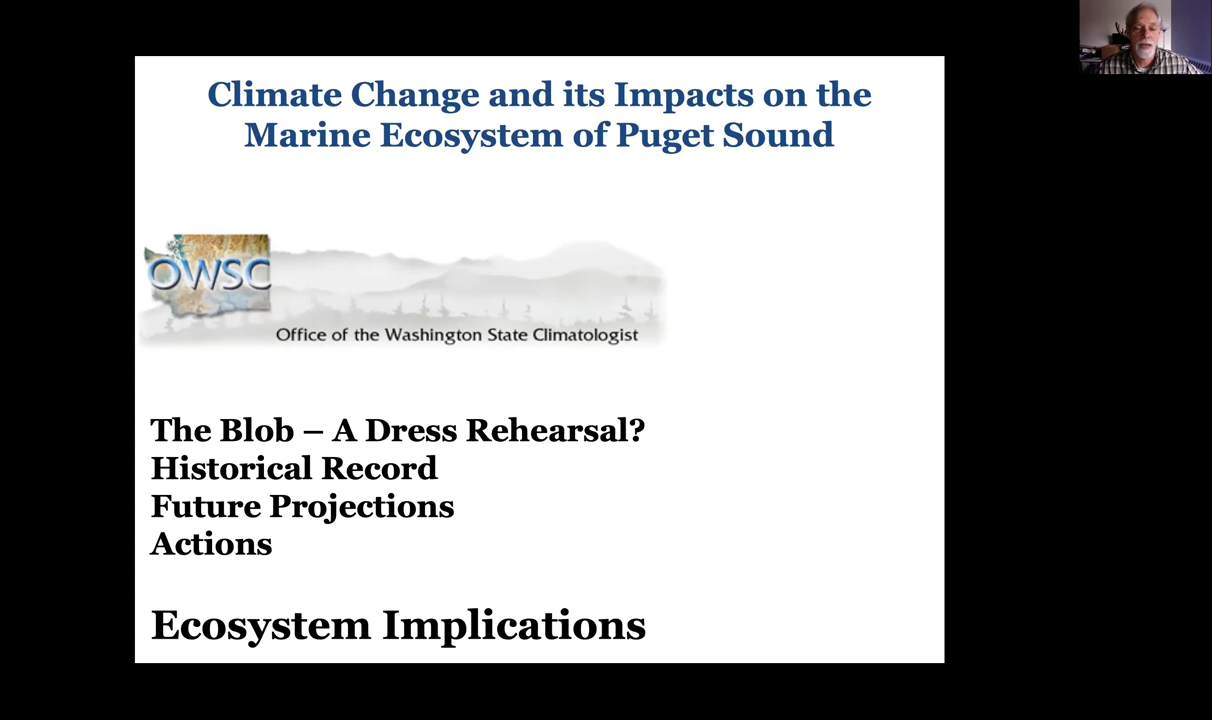 Climate Change and its Impacts on the
Marine Ecosystem of Puget Sound
OWSC
Office of the Washington State Climatologist
The Blob – A Dress Rehearsal?
Historical Record
Future Projections
Actions
Ecosystem Implications